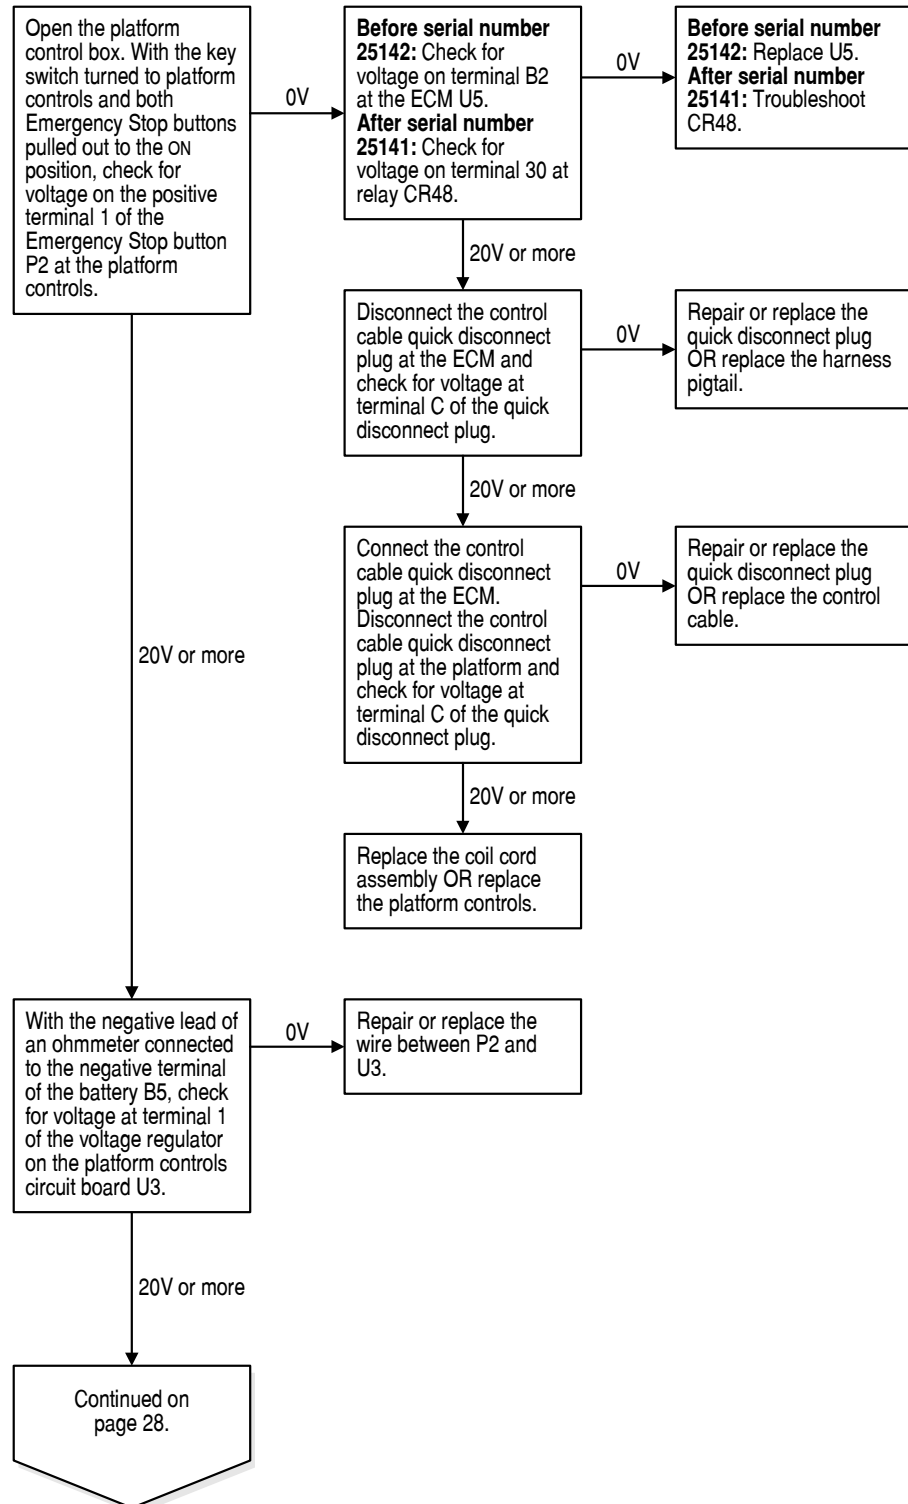 Open the platform
control box. With the key
switch turned to platform
controls and both
Emergency Stop buttons
pulled out to the ON
position, check for
voltage on the positive
terminal 1 of the
Emergency Stop button
P2 at the platform
controls.
0V
Before serial number
25142: Check for
voltage on terminal B2
at the ECM U5.
After serial number
25141: Check for
voltage on terminal 30 at
relay CR48.
0V
Before serial number
25142: Replace U5.
After serial number
25141: Troubleshoot
CR48.
20V or more
Disconnect the control
cable quick disconnect
plug at the ECM and
check for voltage at
terminal C of the quick
disconnect plug.
0V
Repair or replace the
quick disconnect plug
OR replace the harness
pigtail.
20V or more
Connect the control
cable quick disconnect
plug at the ECM.
Disconnect the control
cable quick disconnect
plug at the platform and
check for voltage at
terminal C of the quick
disconnect plug.
0V
Repair or replace the
quick disconnect plug
OR replace the control
cable.
20V or more
20V or more
Replace the coil cord
assembly OR replace
the platform controls.
With the negative lead of
an ohmmeter connected
to the negative terminal
of the battery B5, check
for voltage at terminal 1
of the voltage regulator
on the platform controls
circuit board U3.
0V
Repair or replace the
wire between P2 and
U3.
20V or more
Continued on
page 28.